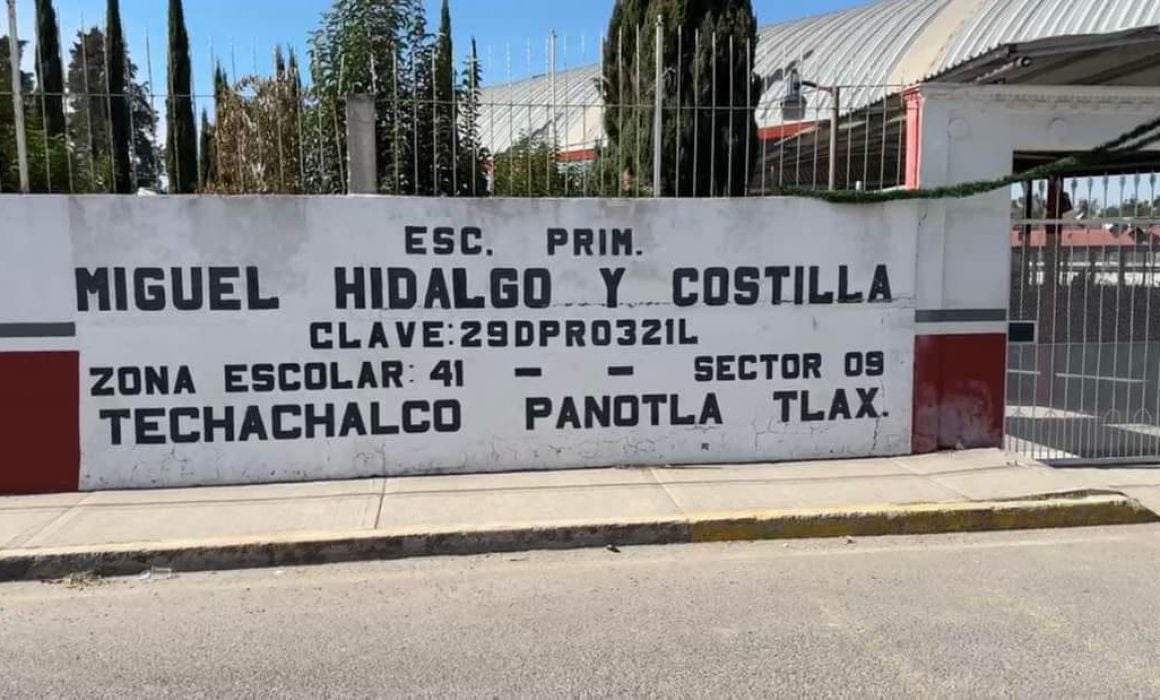 ESC. PRIM.
MIGUEL HIDALGO Y COSTILLA
CLAVE: 29DPR0321L
ZONA ESCOLAR: 41 - - SECTOR 09
TECHACHALCO PANOTLA TLAX.